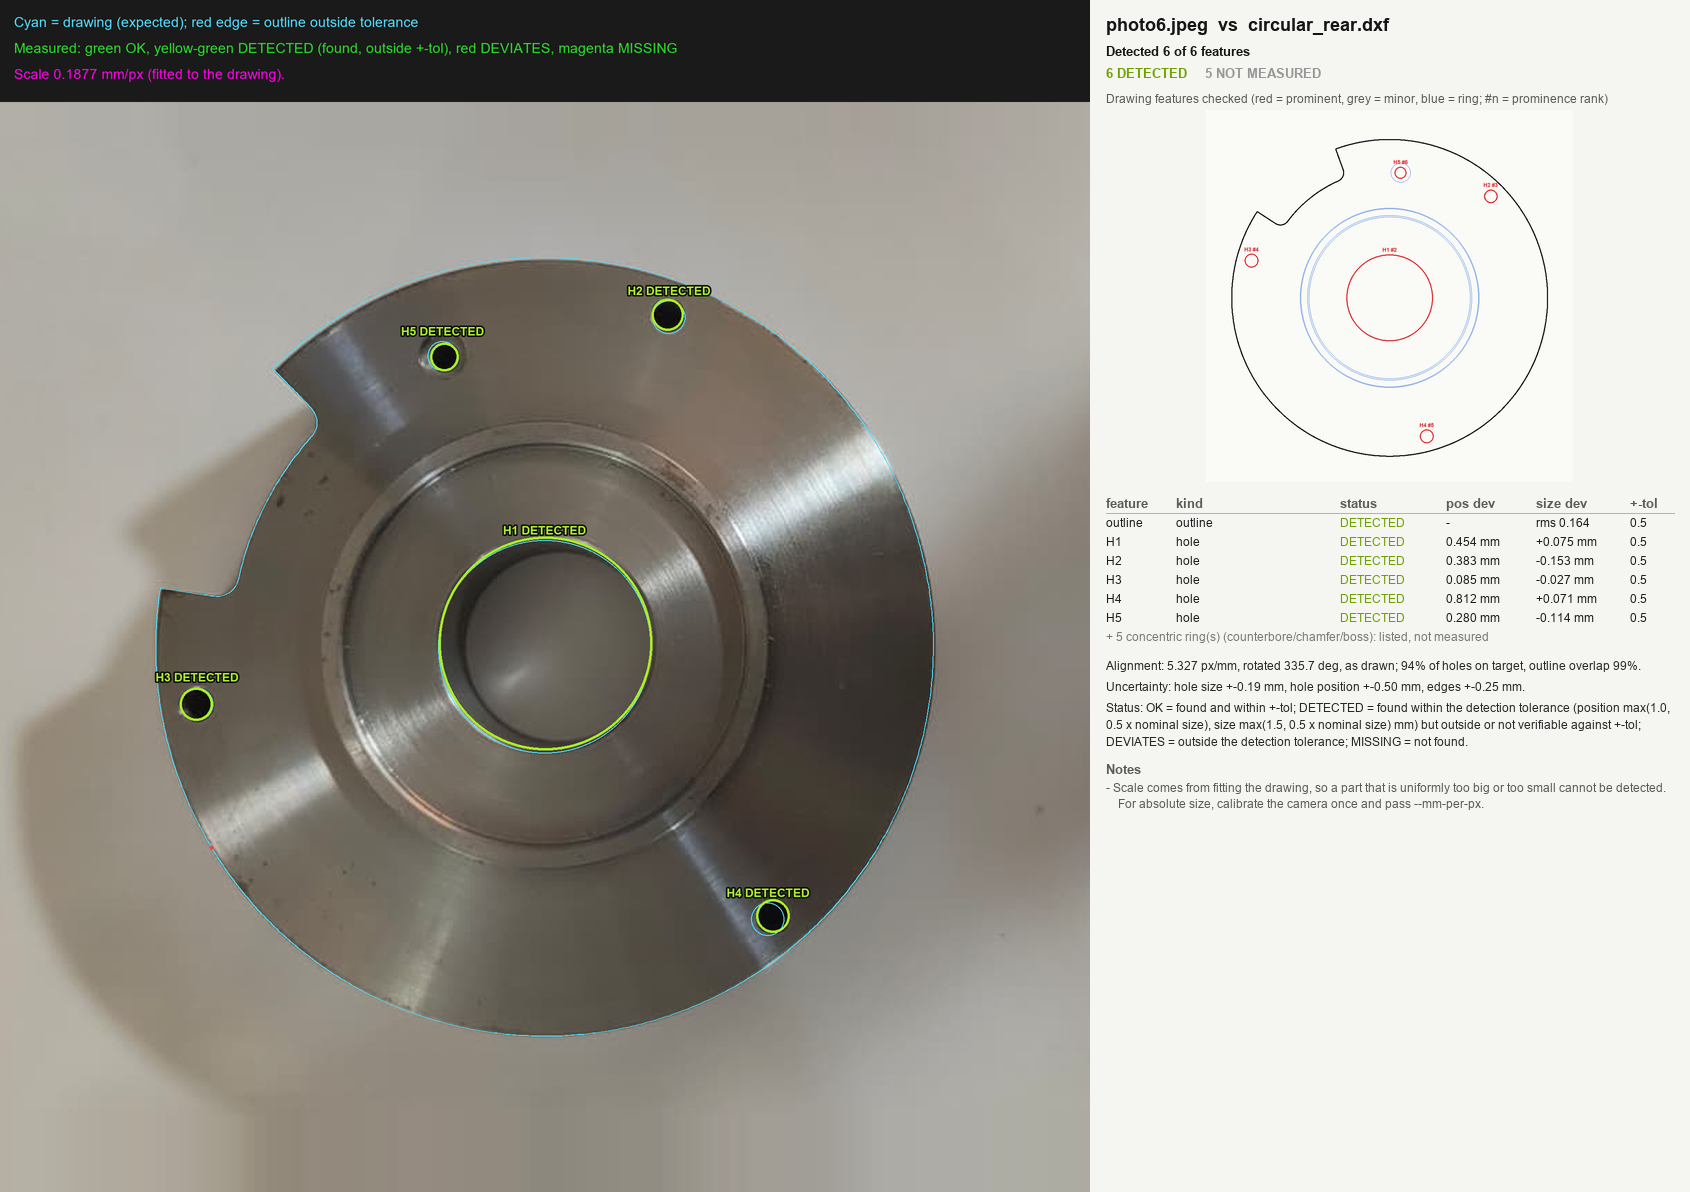 Cyan = drawing (expected); red edge = outline outside tolerance
Measured: green OK, yellow-green DETECTED (found, outside +-tol), red DEVIATES, magenta MISSING
Scale 0.1877 mm/px (fitted to the drawing).
H2 DETECTED
H5 DETECTED
H1 DETECTED
H3 DETECTED
H4 DETECTED
photo6.jpeg vs circular_rear.dxf
Detected 6 of 6 features
6 DETECTED 5 NOT MEASURED
Drawing features checked (red = prominent, grey = minor, blue = ring; #n = prominence rank)
H5 #6
H2 #3
H1 #2
H3 #4
H4 #5
feature kind status pos dev size dev +-tol
outline outline DETECTED - rms 0.164 0.5
H1 hole DETECTED 0.454 mm +0.075 mm 0.5
H2 hole DETECTED 0.383 mm -0.153 mm 0.5
H3 hole DETECTED 0.085 mm -0.027 mm 0.5
H4 hole DETECTED 0.812 mm +0.071 mm 0.5
H5 hole DETECTED 0.280 mm -0.114 mm 0.5
+ 5 concentric ring(s) (counterbore/chamfer/boss): listed, not measured
Alignment: 5.327 px/mm, rotated 335.7 deg, as drawn; 94% of holes on target, outline overlap 99%.
Uncertainty: hole size +-0.19 mm, hole position +-0.50 mm, edges +-0.25 mm.
Status: OK = found and within +-tol; DETECTED = found within the detection tolerance (position max(1.0,
0.5 x nominal size), size max(1.5, 0.5 x nominal size) mm) but outside or not verifiable against +-tol;
DEVIATES = outside the detection tolerance; MISSING = not found.
Notes
- Scale comes from fitting the drawing, so a part that is uniformly too big or too small cannot be detected.
For absolute size, calibrate the camera once and pass --mm-per-px.